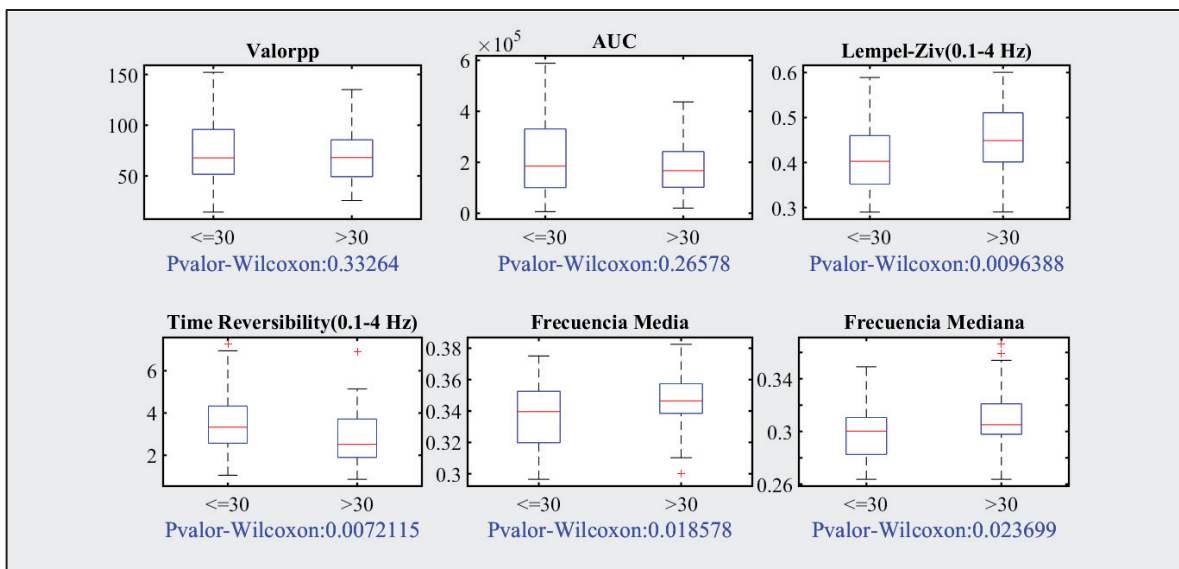 Valorpp
AUC
Lempel-Ziv(0.1-4 Hz)
×10^5
150
100
50
<=30
>30
6
4
2
0
<=30
>30
0.6
0.5
0.4
0.3
<=30
>30
Pvalor-Wilcoxon:0.33264
Pvalor-Wilcoxon:0.26578
Pvalor-Wilcoxon:0.0096388
Time Reversibility(0.1-4 Hz)
Frecuencia Media
Frecuencia Mediana
6
4
2
<=30
>30
0.38
0.36
0.34
0.32
0.3
<=30
>30
0.34
0.3
0.26
<=30
>30
Pvalor-Wilcoxon:0.0072115
Pvalor-Wilcoxon:0.018578
Pvalor-Wilcoxon:0.023699